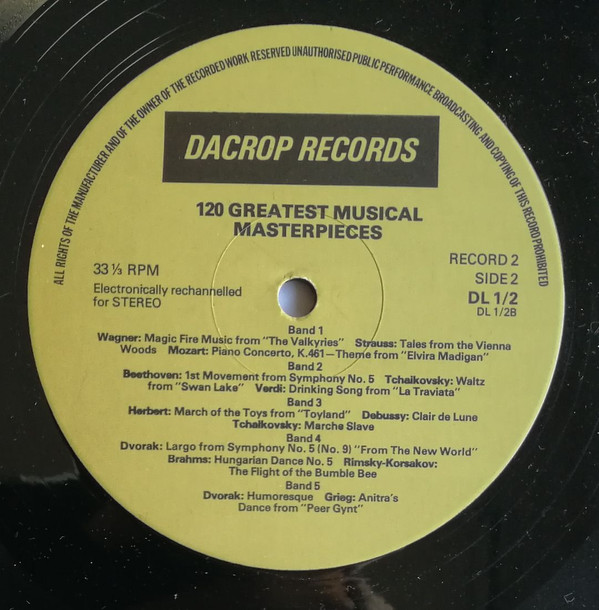 ALL RIGHTS OF THE MANUFACTURER AND OF THE OWNER OF THE RECORDED WORK RESERVED UNAUTHORISED PUBLIC PERFORMANCE BROADCASTING AND COPYING OF THIS RECORD PROHIBITED
DACROP RECORDS
120 GREATEST MUSICAL
MASTERPIECES
33 ⅓ RPM
Electronically rechannelled
for STEREO
RECORD 2
SIDE 2
DL 1/2
DL 1/2B
Band 1
Wagner: Magic Fire Music from "The Valkyries" Strauss: Tales from the Vienna
Woods Mozart: Piano Concerto, K.461—Theme from "Elvira Madigan"
Band 2
Beethoven: 1st Movement from Symphony No. 5 Tchaikovsky: Waltz
from "Swan Lake" Verdi: Drinking Song from "La Traviata"
Band 3
Herbert: March of the Toys from "Toyland" Debussy: Clair de Lune
Tchaikovsky: Marche Slave
Band 4
Dvorak: Largo from Symphony No. 5 (No. 9) "From The New World"
Brahms: Hungarian Dance No. 5 Rimsky-Korsakov:
The Flight of the Bumble Bee
Band 5
Dvorak: Humoresque Grieg: Anitra's
Dance from "Peer Gynt"